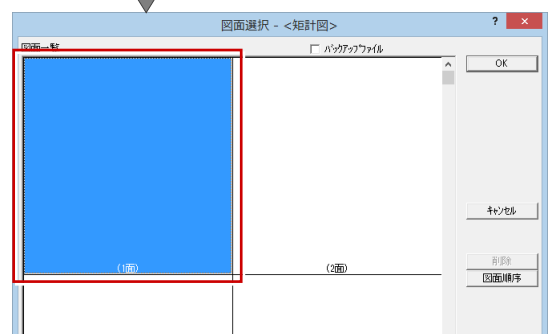 図面選択 - <矩計図>
?
×
図面一覧
バックアップファイル
OK
キャンセル
(1面)
(2面)
削除
図面順序